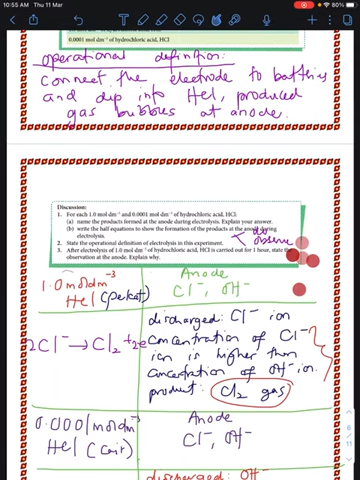 10:55 AM Thu 11 Mar
80%
0.0001 mol dm⁻³ of hydrochloric acid, HCl
operational definition:
connect the electrode to batteries
and dip into HCl, produced
gas bubbles at anode.
Discussion:
1. For each 1.0 mol dm⁻³ and 0.0001 mol dm⁻³ of hydrochloric acid, HCl:
(a) name the products formed at the anode during electrolysis. Explain your answer.
(b) write the half equations to show the formation of the products at the anode during
electrolysis.
2. State the operational definition of electrolysis in this experiment.
3. After electrolysis of 1.0 mol dm⁻³ of hydrochloric acid, HCl is carried out for 1 hour, state the
observation at the anode. Explain why.
do
observe
1.0 moldm⁻³
HCl (pekat)
Anode
Cl⁻, OH⁻
2Cl⁻ → Cl₂ + 2e
discharged: Cl⁻ ion
concentration of Cl⁻
ion is higher than
concentration of OH⁻ ion.
product: Cl₂ gas
0.0001 moldm⁻³
HCl (cair)
Anode
Cl⁻, OH⁻
discharged: OH⁻
6
11